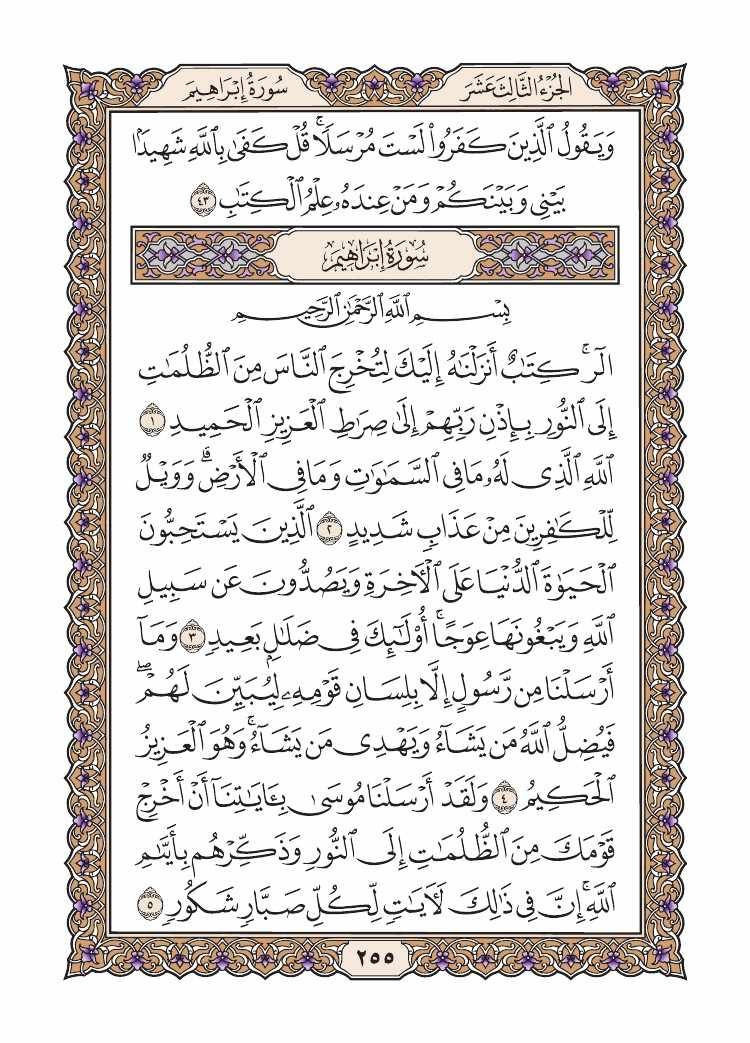 الجُزْءُ الثَّالِثَ عَشَرَ
سُورَةُ إِبْرَاهِيمَ
وَيَقُولُ ٱلَّذِينَ كَفَرُوا۟ لَسْتَ مُرْسَلًا ۚ قُلْ كَفَىٰ بِٱللَّهِ شَهِيدًۢا
بَيْنِى وَبَيْنَكُمْ وَمَنْ عِندَهُۥ عِلْمُ ٱلْكِتَٰبِ ٤٣
سُورَةُ إِبْرَاهِيمَ
بِسْمِ ٱللَّهِ ٱلرَّحْمَٰنِ ٱلرَّحِيمِ
الٓر ۚ كِتَٰبٌ أَنزَلْنَٰهُ إِلَيْكَ لِتُخْرِجَ ٱلنَّاسَ مِنَ ٱلظُّلُمَٰتِ
إِلَى ٱلنُّورِ بِإِذْنِ رَبِّهِمْ إِلَىٰ صِرَٰطِ ٱلْعَزِيزِ ٱلْحَمِيدِ ١
ٱللَّهِ ٱلَّذِى لَهُۥ مَا فِى ٱلسَّمَٰوَٰتِ وَمَا فِى ٱلْأَرْضِ ۗ وَوَيْلٌ
لِّلْكَٰفِرِينَ مِنْ عَذَابٍ شَدِيدٍ ٢ ٱلَّذِينَ يَسْتَحِبُّونَ
ٱلْحَيَوٰةَ ٱلدُّنْيَا عَلَى ٱلْءَاخِرَةِ وَيَصُدُّونَ عَن سَبِيلِ
ٱللَّهِ وَيَبْغُونَهَا عِوَجًا ۚ أُو۟لَٰٓئِكَ فِى ضَلَٰلٍۭ بَعِيدٍ ٣ وَمَآ
أَرْسَلْنَا مِن رَّسُولٍ إِلَّا بِلِسَانِ قَوْمِهِۦ لِيُبَيِّنَ لَهُمْ ۖ
فَيُضِلُّ ٱللَّهُ مَن يَشَآءُ وَيَهْدِى مَن يَشَآءُ ۚ وَهُوَ ٱلْعَزِيزُ
ٱلْحَكِيمُ ٤ وَلَقَدْ أَرْسَلْنَا مُوسَىٰ بِـَٔايَٰتِنَآ أَنْ أَخْرِجْ
قَوْمَكَ مِنَ ٱلظُّلُمَٰتِ إِلَى ٱلنُّورِ وَذَكِّرْهُم بِأَيَّىٰمِ
ٱللَّهِ ۚ إِنَّ فِى ذَٰلِكَ لَءَايَٰتٍ لِّكُلِّ صَبَّارٍ شَكُورٍ ٥
٢٥٥